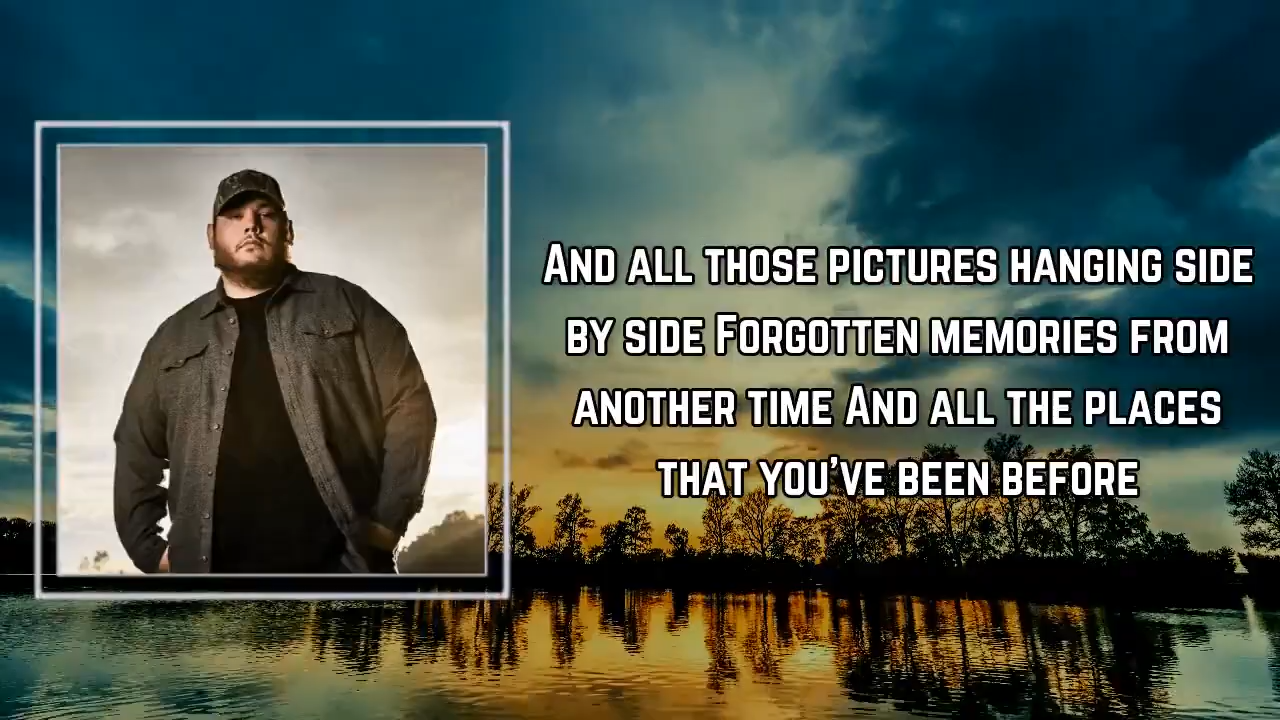 And all those pictures hanging side
by side Forgotten memories from
another time And all the places
that you've been before